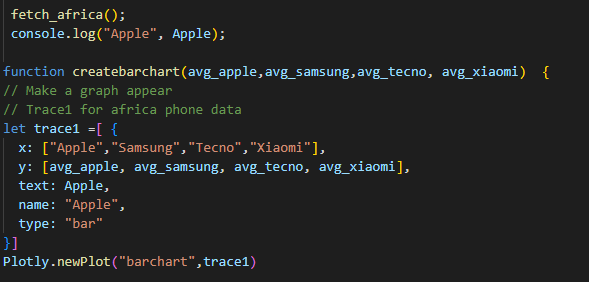 fetch_africa();
console.log("Apple", Apple);
function createbarchart(avg_apple,avg_samsung,avg_tecno, avg_xiaomi)  {
// Make a graph appear
// Trace1 for africa phone data
let trace1 =[ {
  x: ["Apple","Samsung","Tecno","Xiaomi"],
  y: [avg_apple, avg_samsung, avg_tecno, avg_xiaomi],
  text: Apple,
  name: "Apple",
  type: "bar"
}]
Plotly.newPlot("barchart",trace1)